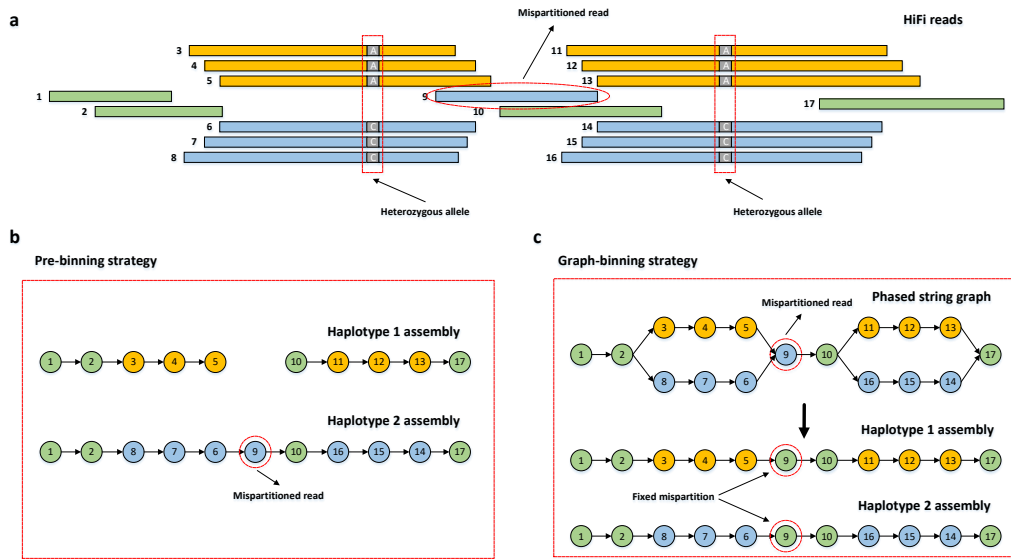 a
Mispartitioned read
HiFi reads
3 A 11
4 A 12 A
5 A 13 A
1 9 17
2 10
6 C 14 C
7 C 15 C
8 C 16 C
Heterozygous allele
Heterozygous allele
b
Pre-binning strategy
Haplotype 1 assembly
1 2 3 4 5 10 11 12 13 17
Haplotype 2 assembly
1 2 8 7 6 9 10 16 15 14 17
Mispartitioned read
c
Graph-binning strategy
Mispartitioned read
Phased string graph
3 4 5 11 12 13
1 2 9 10 17
8 7 6 16 15 14
Haplotype 1 assembly
1 2 3 4 5 9 10 11 12 13 17
Fixed mispartition
Haplotype 2 assembly
1 2 8 7 6 9 10 16 15 14 17